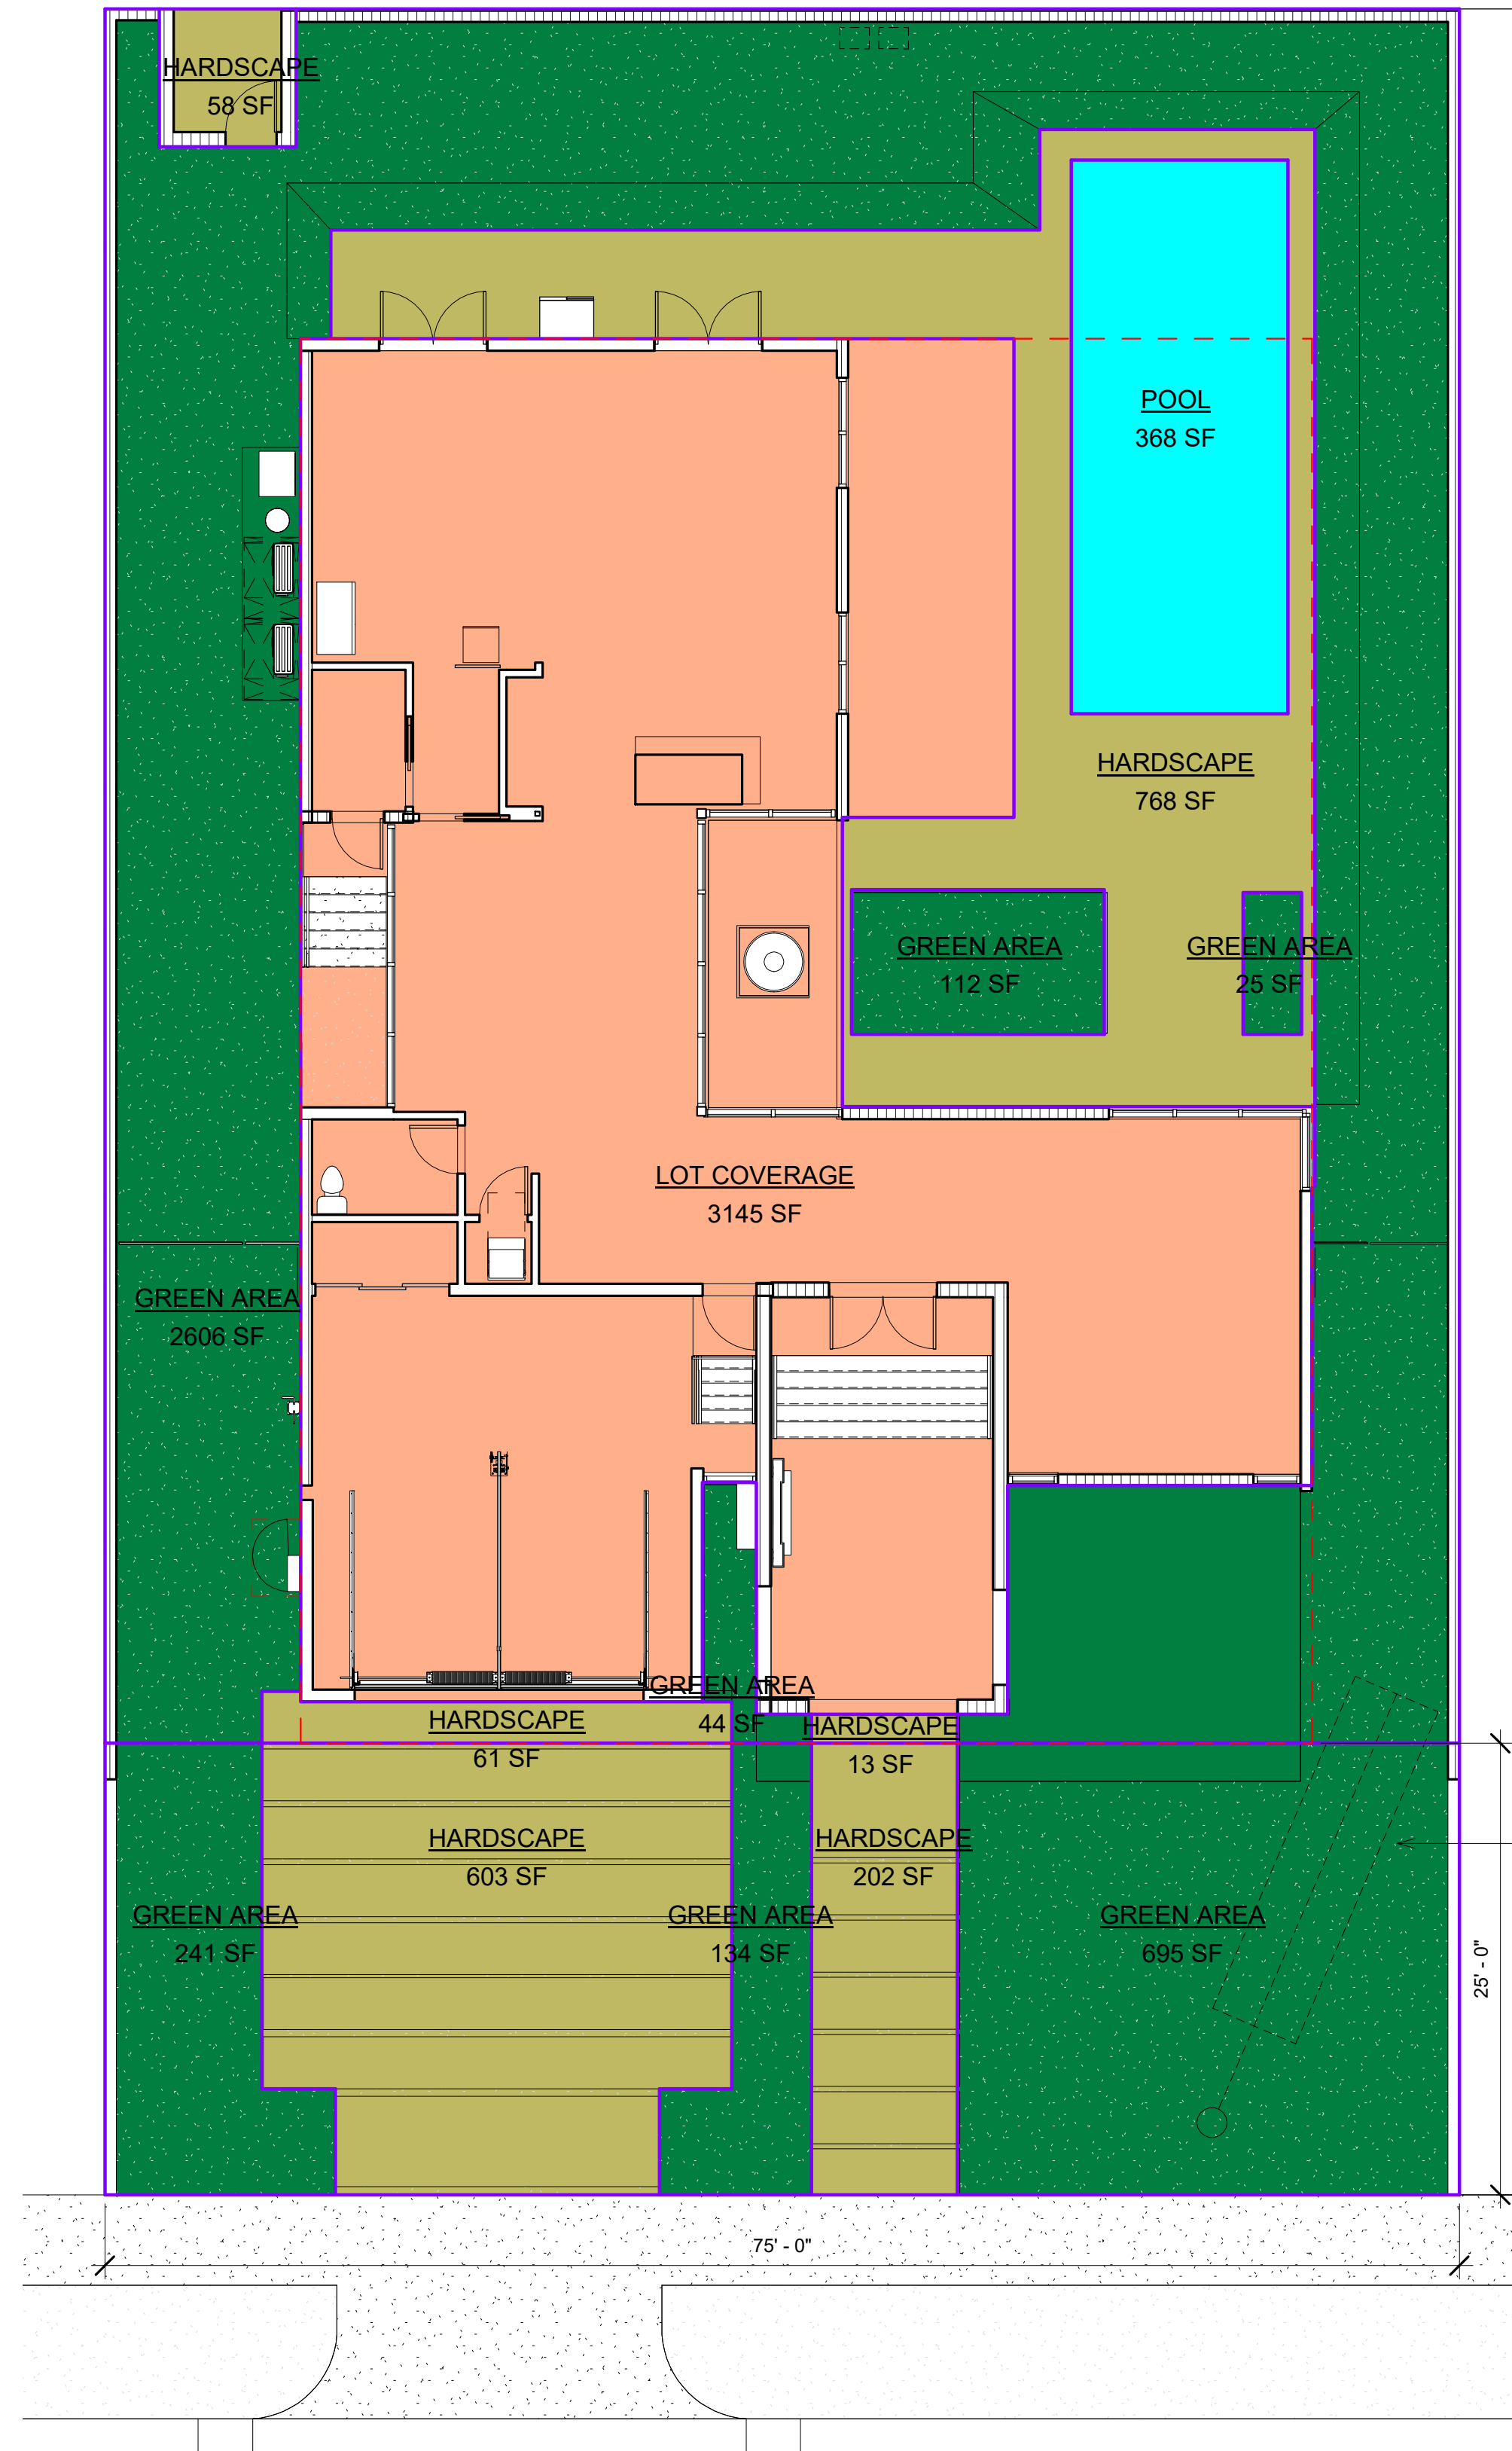 HARDSCAPE
58 SF
POOL
368 SF
HARDSCAPE
768 SF
GREEN AREA
112 SF
GREEN AREA
25 SF
LOT COVERAGE
3145 SF
GREEN AREA
2606 SF
GREEN AREA
44 SF
HARDSCAPE
61 SF
HARDSCAPE
13 SF
HARDSCAPE
603 SF
HARDSCAPE
202 SF
GREEN AREA
241 SF
GREEN AREA
134 SF
GREEN AREA
695 SF
25' - 0"
75' - 0"